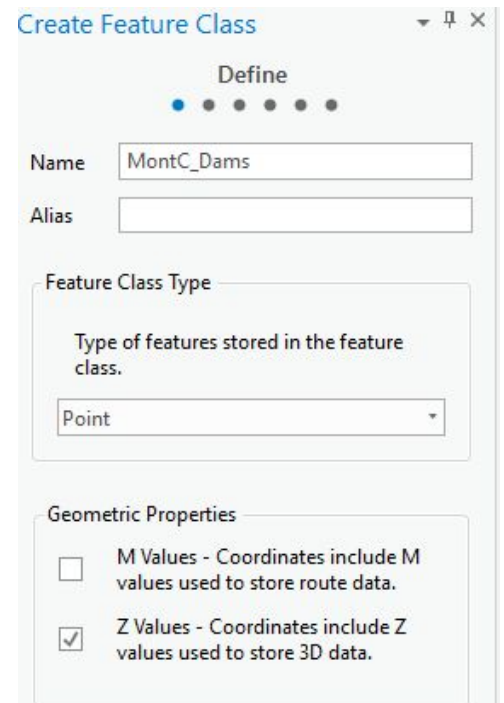 Create Feature Class
Define
Name MontC_Dams
Alias
Feature Class Type
Type of features stored in the feature
class.
Point
Geometric Properties
M Values - Coordinates include M
values used to store route data.
Z Values - Coordinates include Z
values used to store 3D data.